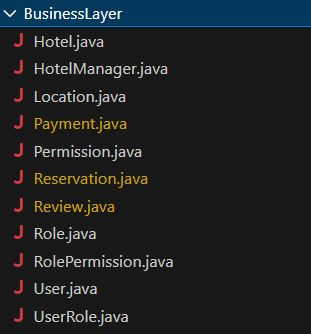 BusinessLayer
Hotel.java
HotelManager.java
Location.java
Payment.java
Permission.java
Reservation.java
Review.java
Role.java
RolePermission.java
User.java
UserRole.java